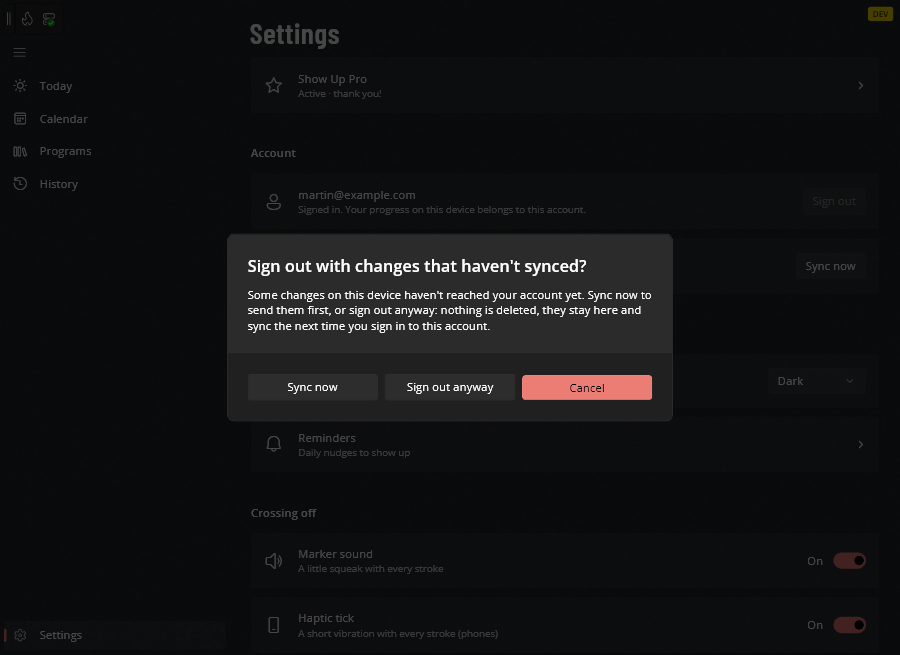 DEV
Settings
Today
Calendar
Programs
History
Show Up Pro
Active · thank you!
Account
martin@example.com
Signed in. Your progress on this device belongs to this account.
Sign out
Sync now
Sign out with changes that haven't synced?
Some changes on this device haven't reached your account yet. Sync now to
send them first, or sign out anyway: nothing is deleted, they stay here and
sync the next time you sign in to this account.
Sync now
Sign out anyway
Cancel
Dark
Reminders
Daily nudges to show up
Crossing off
Marker sound
A little squeak with every stroke
On
Haptic tick
A short vibration with every stroke (phones)
On
Settings